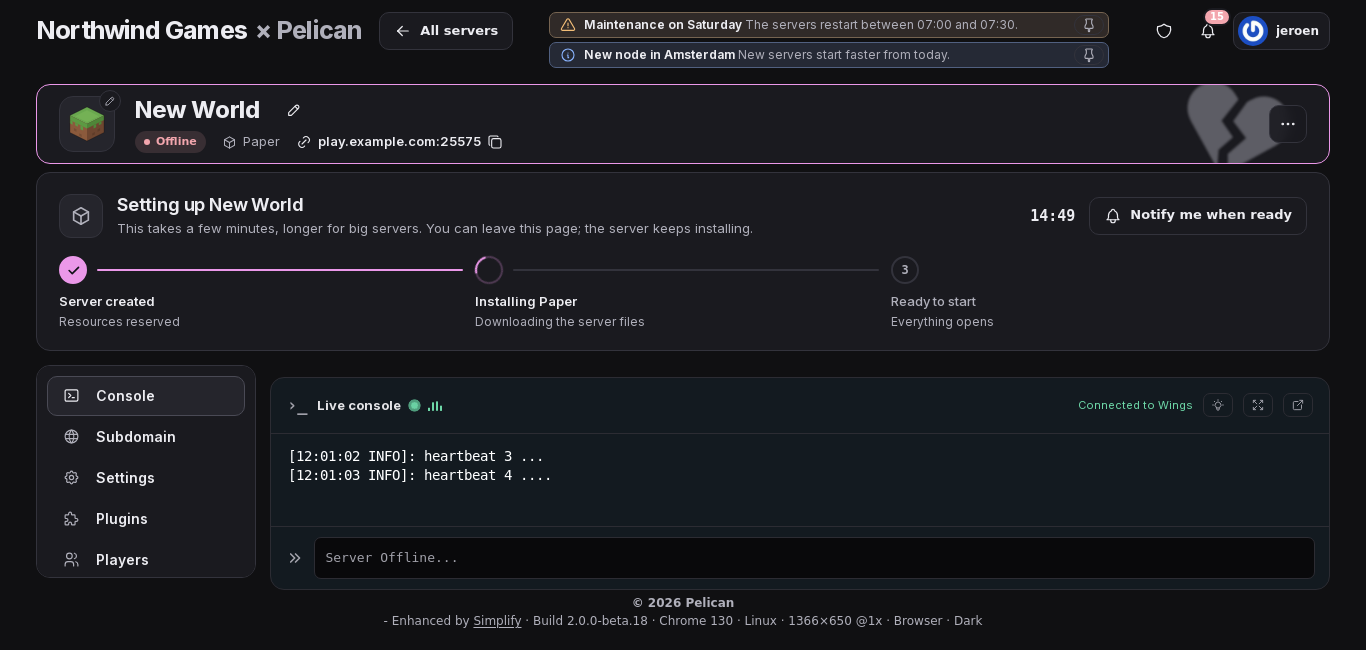 Northwind Games × Pelican
All servers
Maintenance on Saturday The servers restart between 07:00 and 07:30.
New node in Amsterdam New servers start faster from today.
15
jeroen
New World
Offline
Paper
play.example.com:25575
Setting up New World
This takes a few minutes, longer for big servers. You can leave this page; the server keeps installing.
14:49
Notify me when ready
3
Server created
Resources reserved
Installing Paper
Downloading the server files
Ready to start
Everything opens
Console
Subdomain
Settings
Plugins
Players
Live console
Connected to Wings
[12:01:02 INFO]: heartbeat 3 ...
[12:01:03 INFO]: heartbeat 4 ....
Server Offline...
© 2026 Pelican
- Enhanced by Simplify · Build 2.0.0-beta.18 · Chrome 130 · Linux · 1366×650 @1x · Browser · Dark